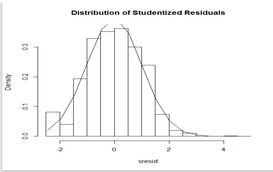 Distribution of Studentized Residuals
Density
0.3
0.2
0.1
0.0
-2 0 2 4
sresid